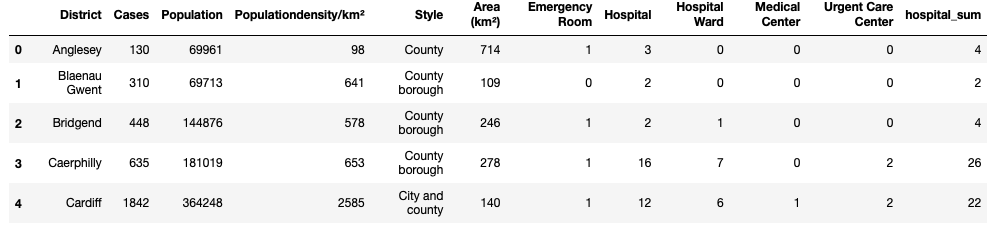 District Cases Population Populationdensity/km² Style Area (km²) Emergency Room Hospital Hospital Ward Medical Center Urgent Care Center hospital_sum
0 Anglesey 130 69961 98 County 714 1 3 0 0 0 4
1 Blaenau Gwent 310 69713 641 County borough 109 0 2 0 0 0 2
2 Bridgend 448 144876 578 County borough 246 1 2 1 0 0 4
3 Caerphilly 635 181019 653 County borough 278 1 16 7 0 2 26
4 Cardiff 1842 364248 2585 City and county 140 1 12 6 1 2 22